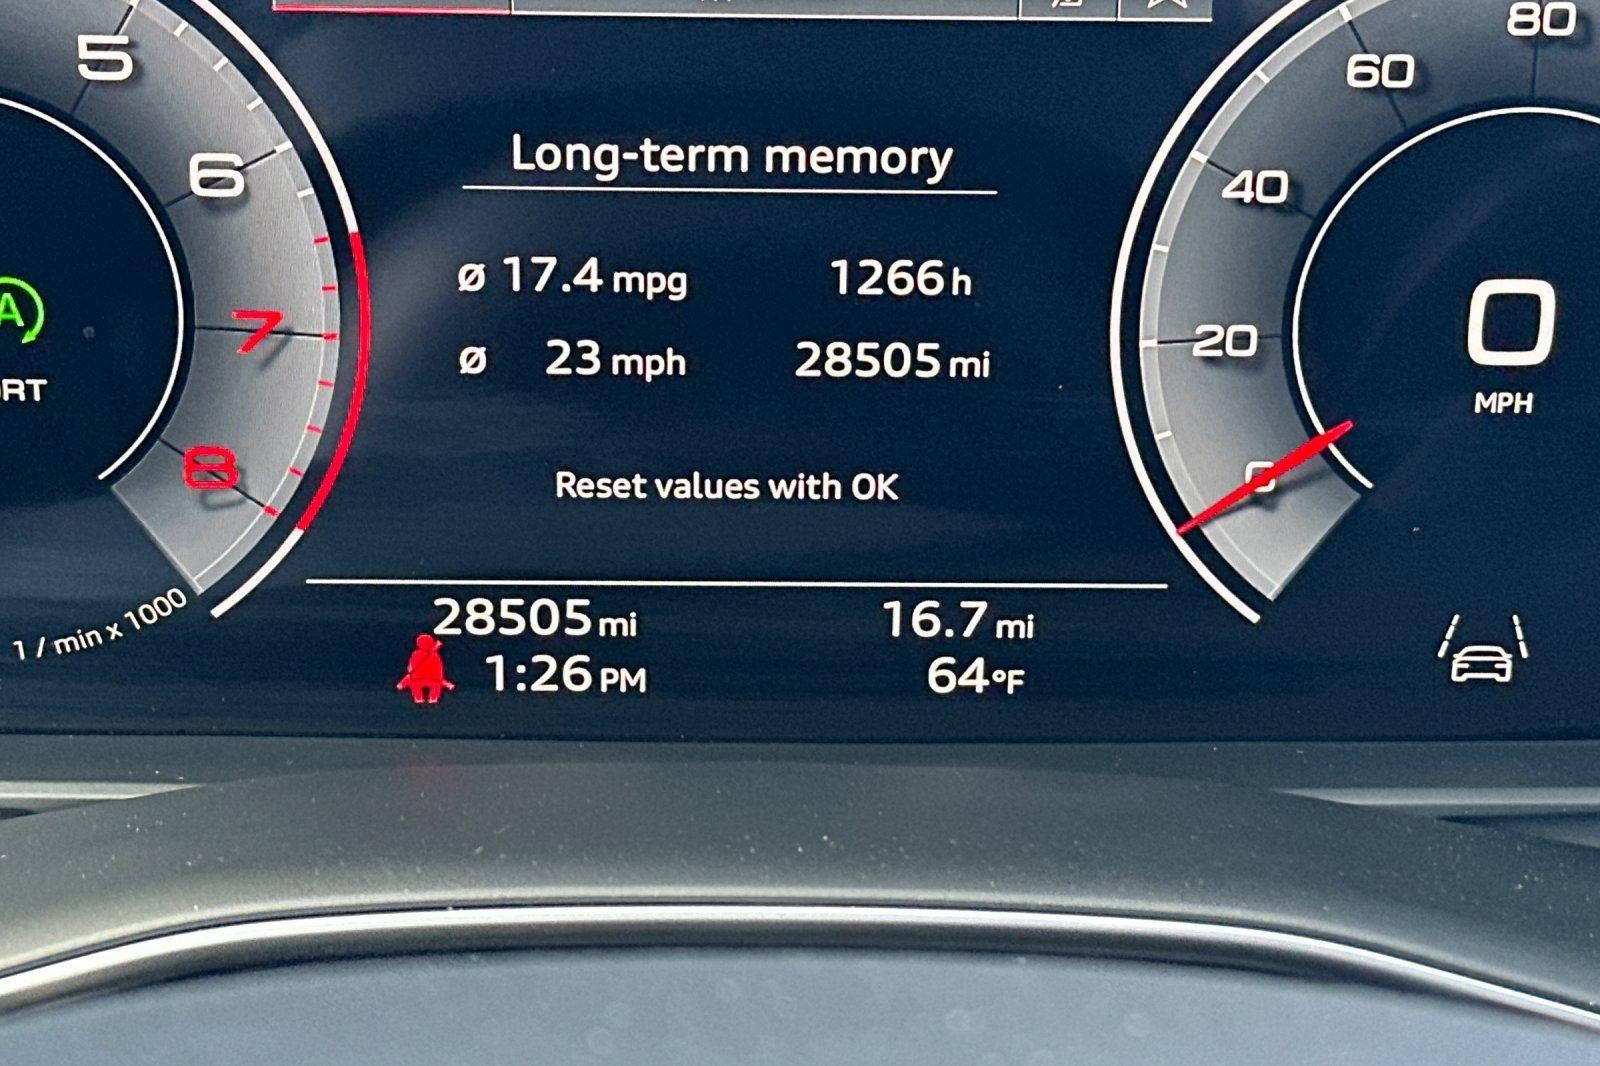 5
6
7
8
1 / min x 1000
A
Long-term memory
ø 17.4 mpg 1266 h
ø 23 mph 28505 mi
Reset values with OK
28505 mi 16.7 mi
1:26 PM 64°F
80
60
40
20
0
0
MPH